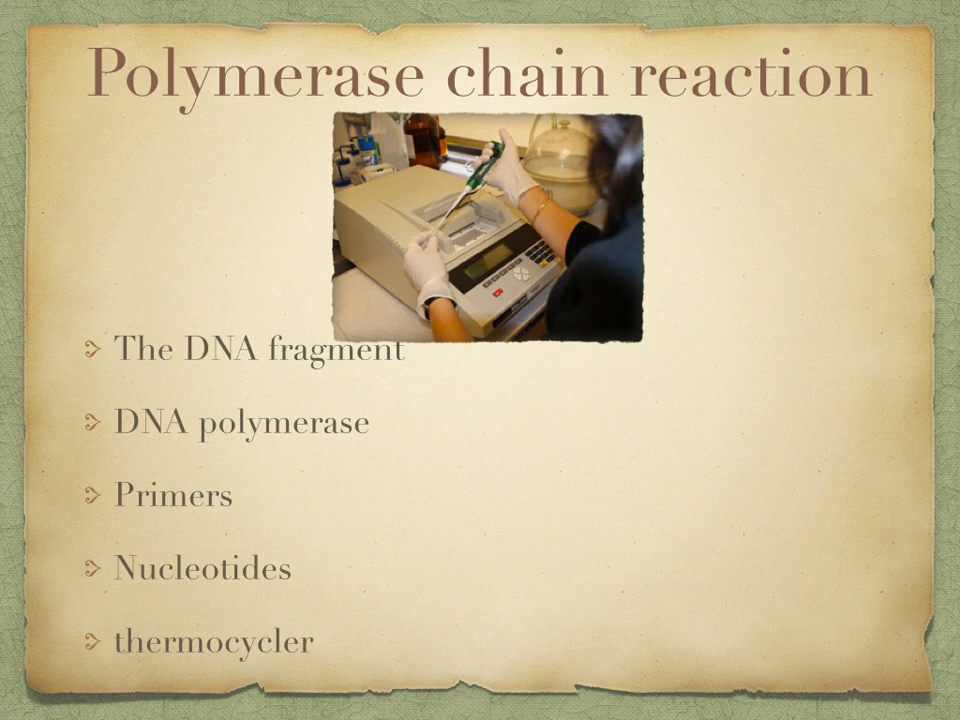 Polymerase chain reaction
The DNA fragment
DNA polymerase
Primers
Nucleotides
thermocycler